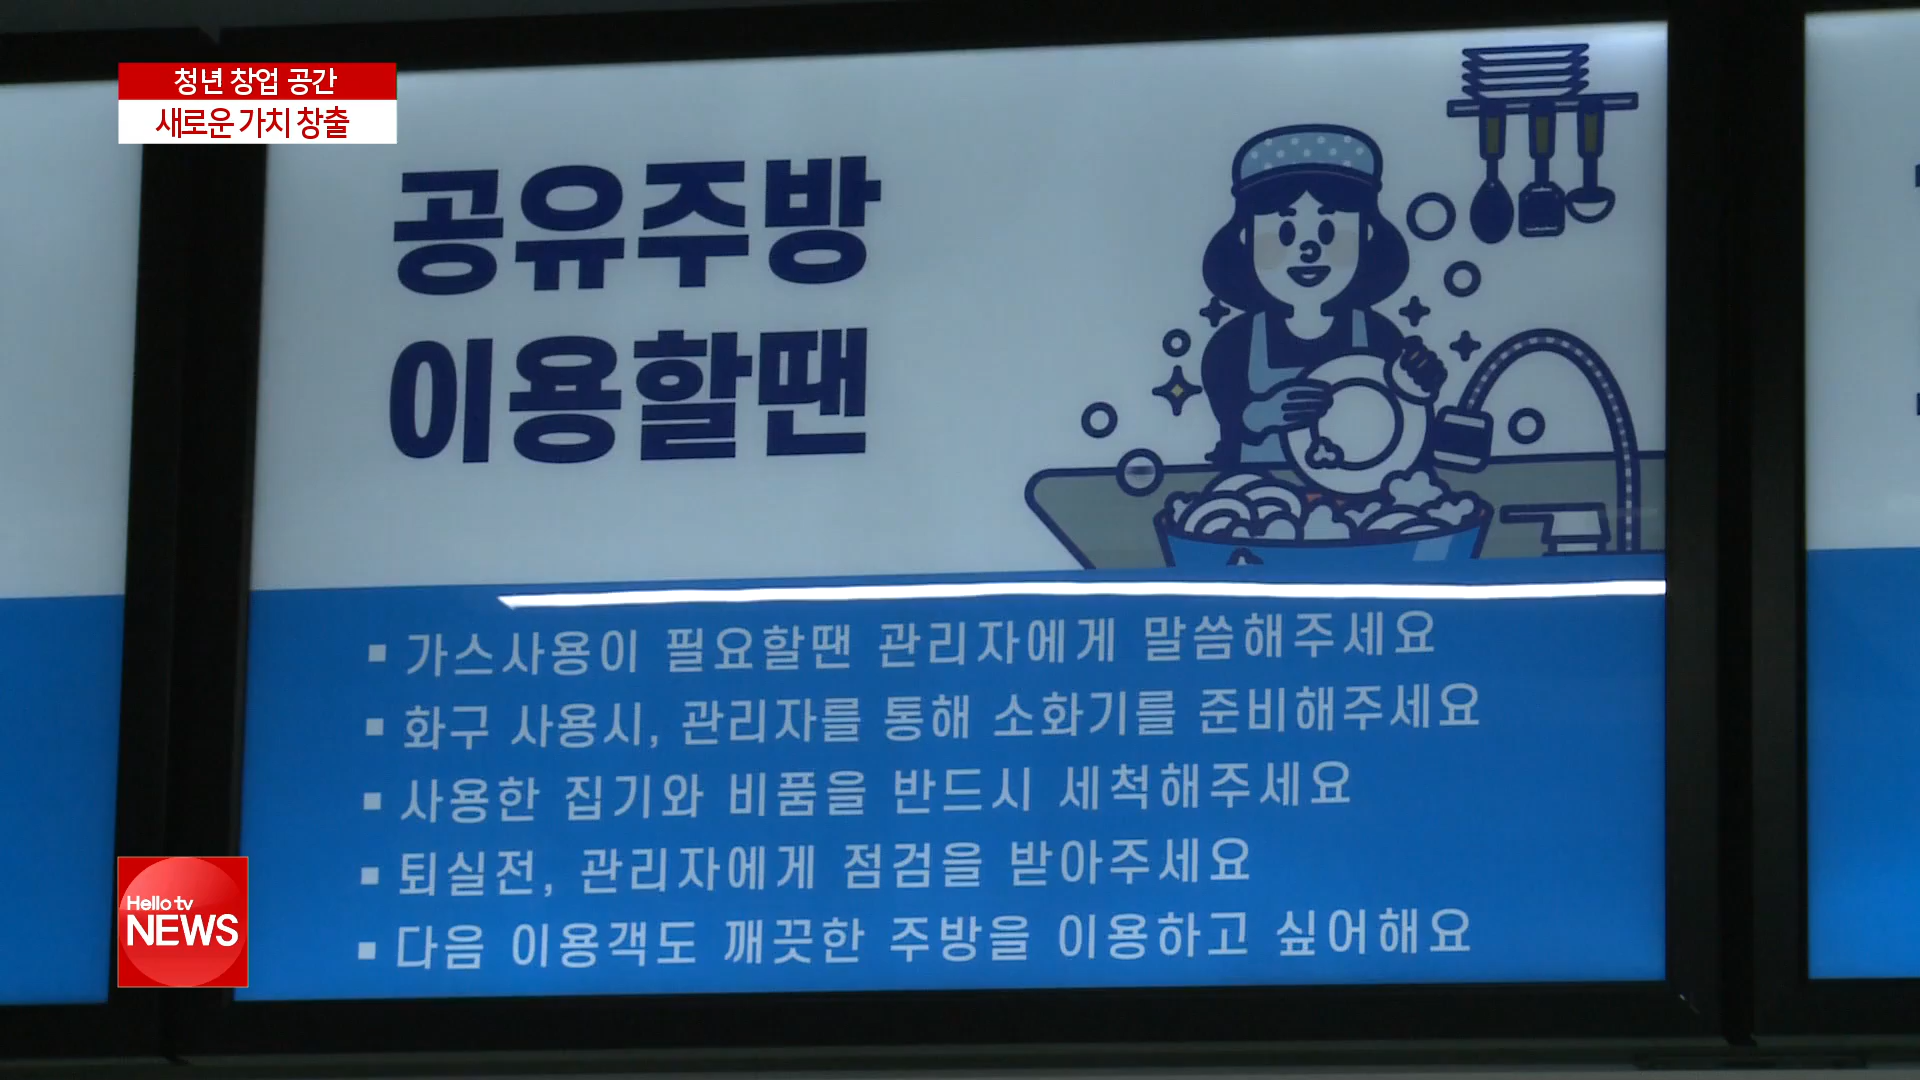 청년 창업 공간
새로운 가치 창출
공유주방
이용할땐
▪ 가스사용이 필요할땐 관리자에게 말씀해주세요
▪ 화구 사용시, 관리자를 통해 소화기를 준비해주세요
▪ 사용한 집기와 비품을 반드시 세척해주세요
▪ 퇴실전, 관리자에게 점검을 받아주세요
▪ 다음 이용객도 깨끗한 주방을 이용하고 싶어해요
Hello tv
NEWS